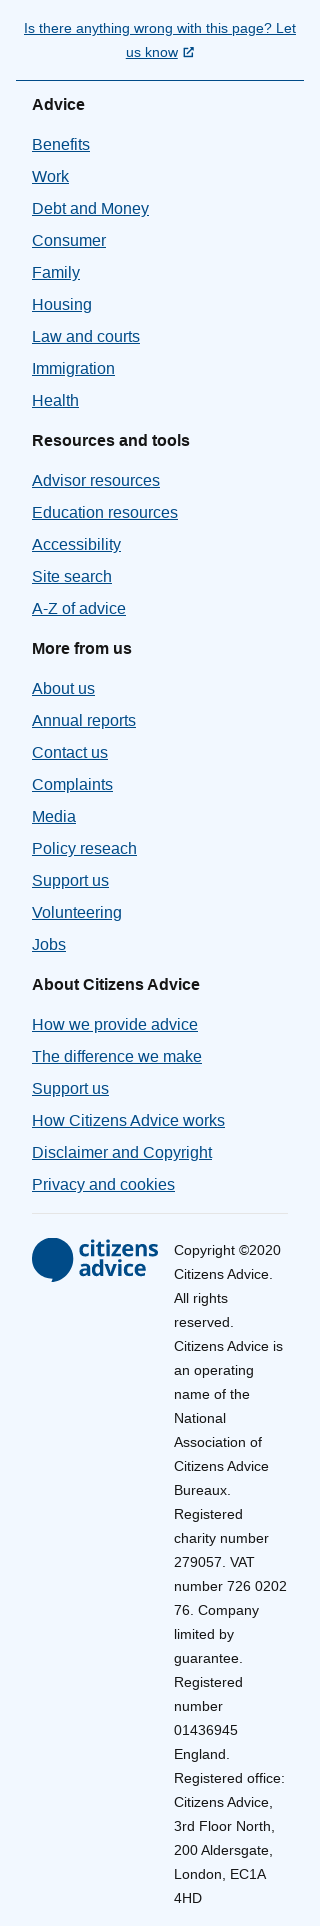 Is there anything wrong with this page? Let
us know
Advice
Benefits
Work
Debt and Money
Consumer
Family
Housing
Law and courts
Immigration
Health
Resources and tools
Advisor resources
Education resources
Accessibility
Site search
A-Z of advice
More from us
About us
Annual reports
Contact us
Complaints
Media
Policy reseach
Support us
Volunteering
Jobs
About Citizens Advice
How we provide advice
The difference we make
Support us
How Citizens Advice works
Disclaimer and Copyright
Privacy and cookies
citizens
advice
Copyright ©2020
Citizens Advice.
All rights
reserved.
Citizens Advice is
an operating
name of the
National
Association of
Citizens Advice
Bureaux.
Registered
charity number
279057. VAT
number 726 0202
76. Company
limited by
guarantee.
Registered
number
01436945
England.
Registered office:
Citizens Advice,
3rd Floor North,
200 Aldersgate,
London, EC1A
4HD